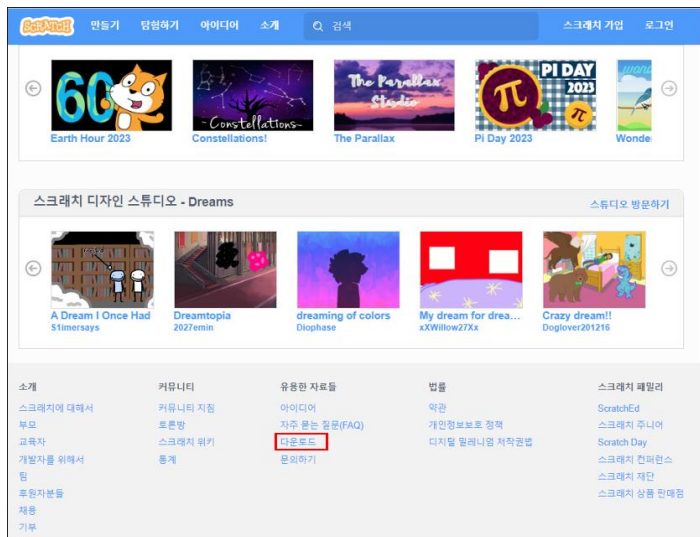 SCRATCH 만들기 탐험하기 아이디어 소개 검색 스크래치 가입 로그인
60
The Parallax Studio
PI DAY 2023
π
π
-Constellations-
Earth Hour 2023 Constellations! The Parallax Pi Day 2023 Wonde
스크래치 디자인 스튜디오 - Dreams 스튜디오 방문하기
A Dream I Once Had Dreamtopia dreaming of colors My dream for drea... Crazy dream!!
S1imersays 2027emin Diophase xXWillow27Xx Doglover201216
소개 커뮤니티 유용한 자료들 법률 스크래치 패밀리
스크래치에 대해서 커뮤니티 지침 아이디어 약관 ScratchEd
부모 토론방 자주 묻는 질문(FAQ) 개인정보보호 정책 스크래치 주니어
교육자 스크래치 위키 다운로드 디지털 밀레니엄 저작권법 Scratch Day
개발자를 위해서 통계 문의하기 스크래치 컨퍼런스
팀 스크래치 재단
후원자분들 스크래치 상품 판매점
채용
기부